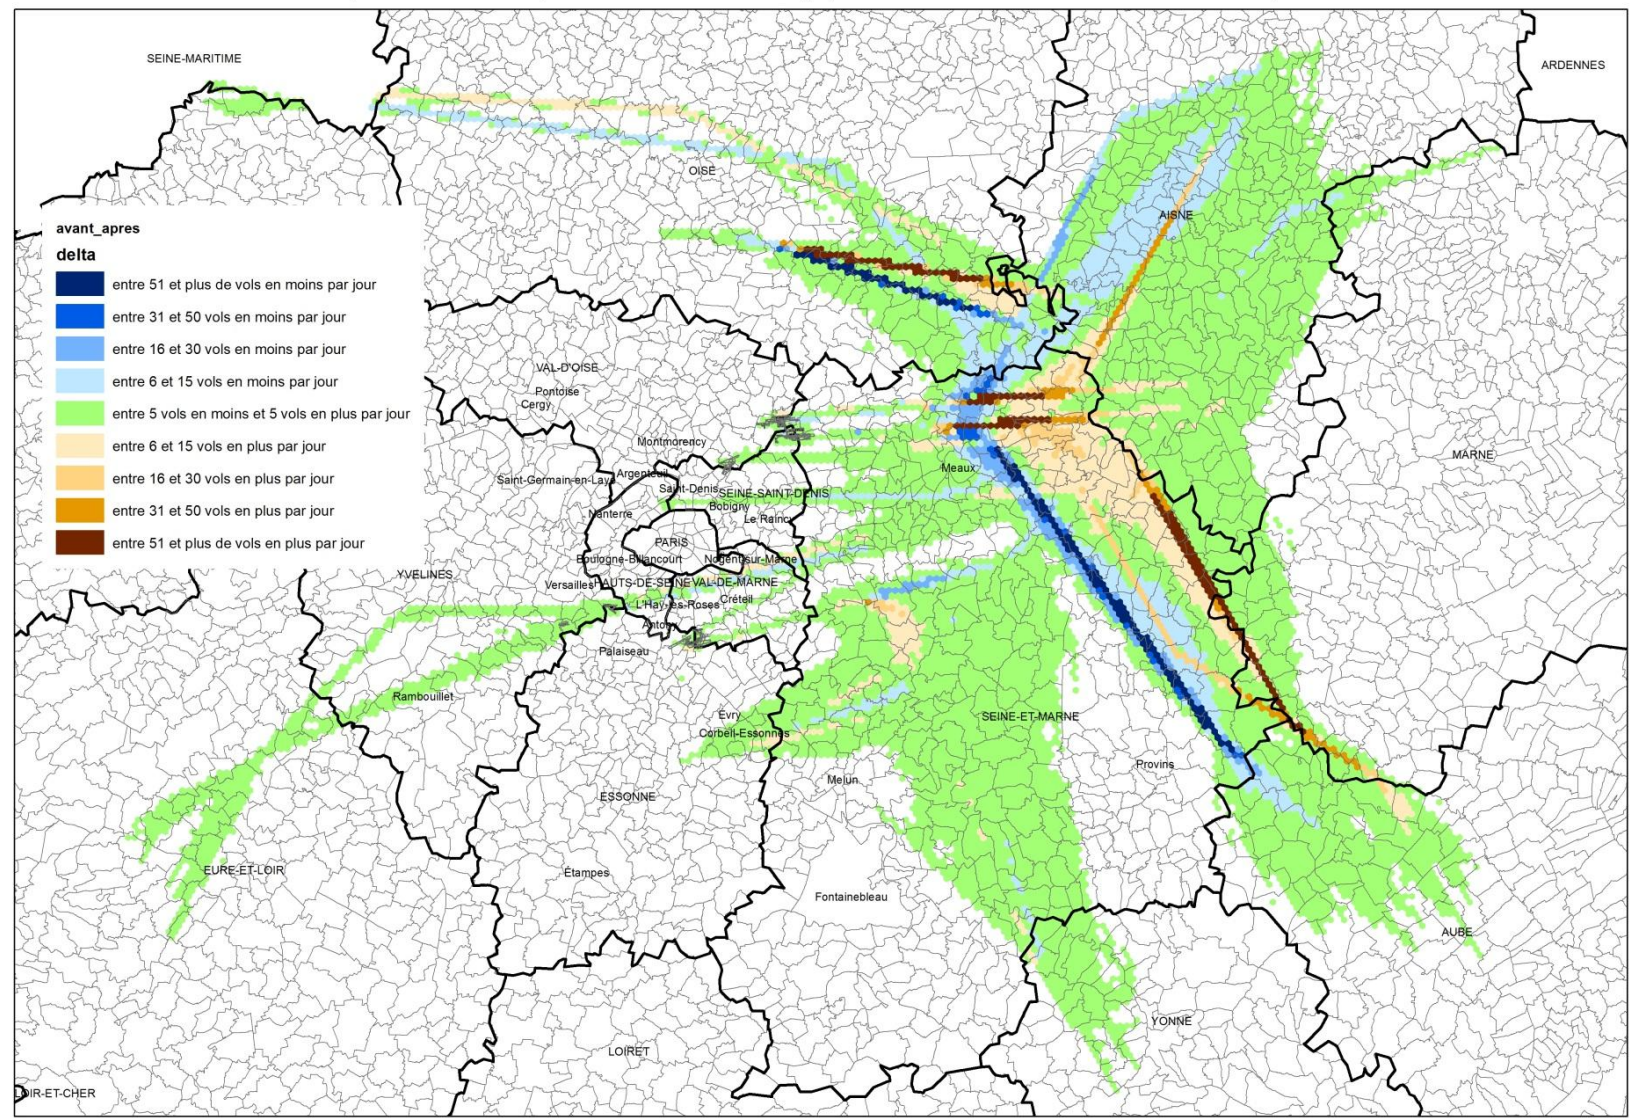 SEINE-MARITIME
ARDENNES
OISE
AISNE
avant_apres
delta
entre 51 et plus de vols en moins par jour
entre 31 et 50 vols en moins par jour
entre 16 et 30 vols en moins par jour
entre 6 et 15 vols en moins par jour
entre 5 vols en moins et 5 vols en plus par jour
entre 6 et 15 vols en plus par jour
entre 16 et 30 vols en plus par jour
entre 31 et 50 vols en plus par jour
entre 51 et plus de vols en plus par jour
VAL-D'OISE
Pontoise
Cergy
Montmorency
MARNE
Meaux
Argenteuil
Saint-Germain-en-Laye
Saint-Denis
SEINE-SAINT-DENIS
Bobigny
Nanterre
Le Raincy
PARIS
Boulogne-Billancourt
Nogent-sur-Marne
YVELINES
Versailles
HAUTS-DE-SEINE
VAL-DE-MARNE
Créteil
L'Haÿ-les-Roses
Antony
Palaiseau
Rambouillet
Evry
SEINE-ET-MARNE
Corbeil-Essonnes
Provins
Melun
ESSONNE
EURE-ET-LOIR
Étampes
Fontainebleau
AUBE
YONNE
LOIRET
LOIR-ET-CHER